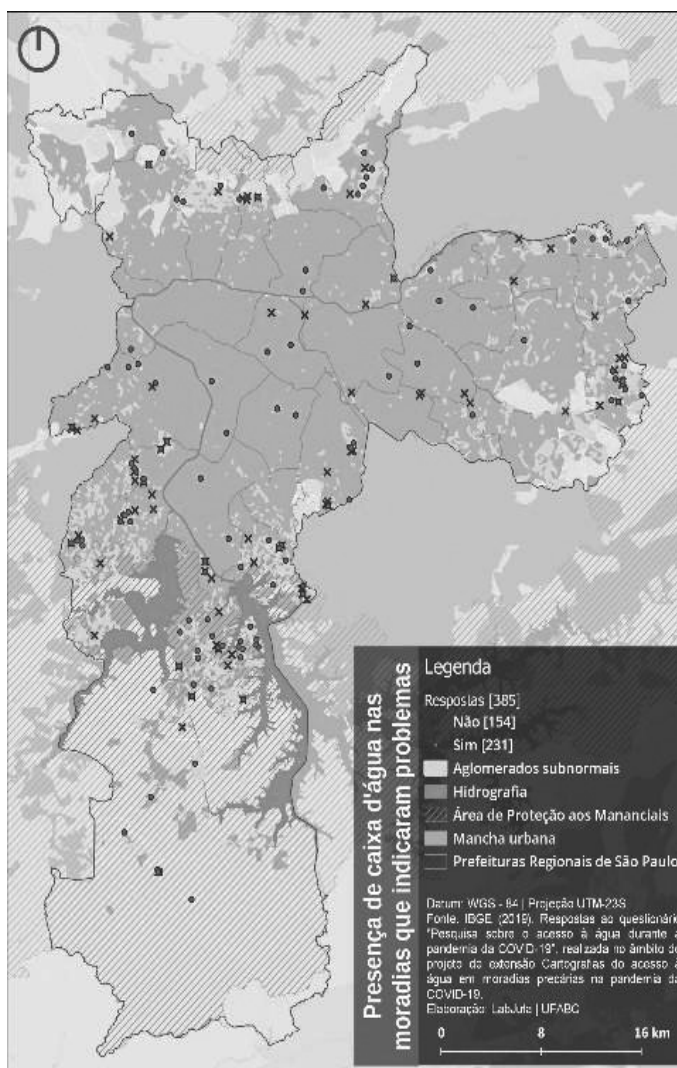 Presença de caixa d'água nas
moradias que indicaram problemas
Legenda
Respostas [385]
Não [154]
Sim [231]
Aglomerados subnormais
Hidrografia
Área de Proteção aos Mananciais
Mancha urbana
Prefeituras Regionais de São Paulo
Datum: WGS - 84 | Projeção UTM-23S
Fonte. IBGE (2019). Respostas ao questionário
"Pesquisa sobre o acesso à água durante a
pandemia da COVID-19", realizada no âmbito do
projeto de extensão Cartografias do acesso à
água em moradias precárias na pandemia da
COVID-19.
Elaboração: LabJuta | UFABC
0 8 16 km